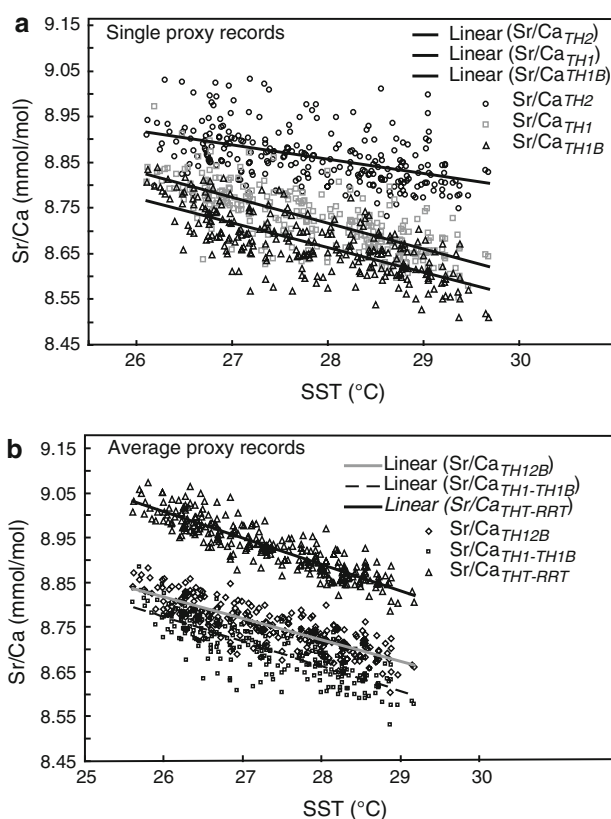 a
Single proxy records
Linear (Sr/CaTH2)
Linear (Sr/CaTH1)
Linear (Sr/CaTH1B)
Sr/CaTH2
Sr/CaTH1
Sr/CaTH1B
Sr/Ca (mmol/mol)
9.15
9.05
8.95
8.85
8.75
8.65
8.55
8.45
26 27 28 29 30
SST (°C)
b
Average proxy records
Linear (Sr/CaTH12B)
Linear (Sr/CaTH1-TH1B)
Linear (Sr/CaTHT-RRT)
Sr/CaTH12B
Sr/CaTH1-TH1B
Sr/CaTHT-RRT
Sr/Ca (mmol/mol)
9.15
9.05
8.95
8.85
8.75
8.65
8.55
8.45
25 26 27 28 29 30
SST (°C)